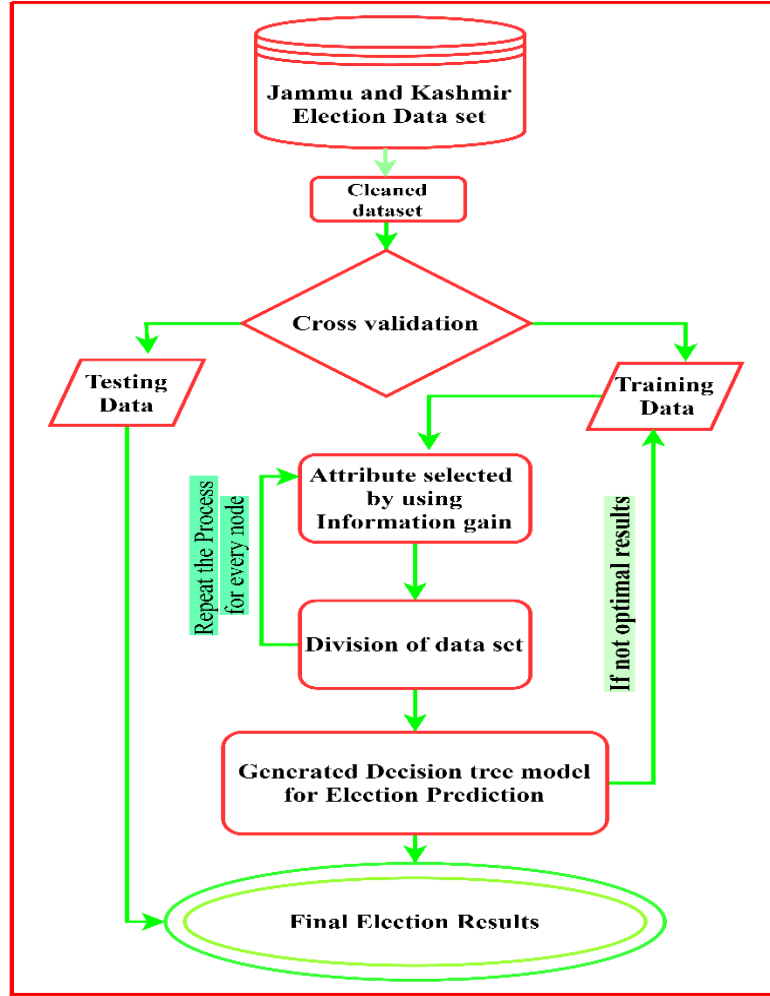 Jammu and Kashmir
Election Data set
Cleaned
dataset
Cross validation
Testing
Data
Training
Data
Attribute selected
by using
Information gain
Repeat the Process
for every node
If not optimal results
Division of data set
Generated Decision tree model
for Election Prediction
Final Election Results